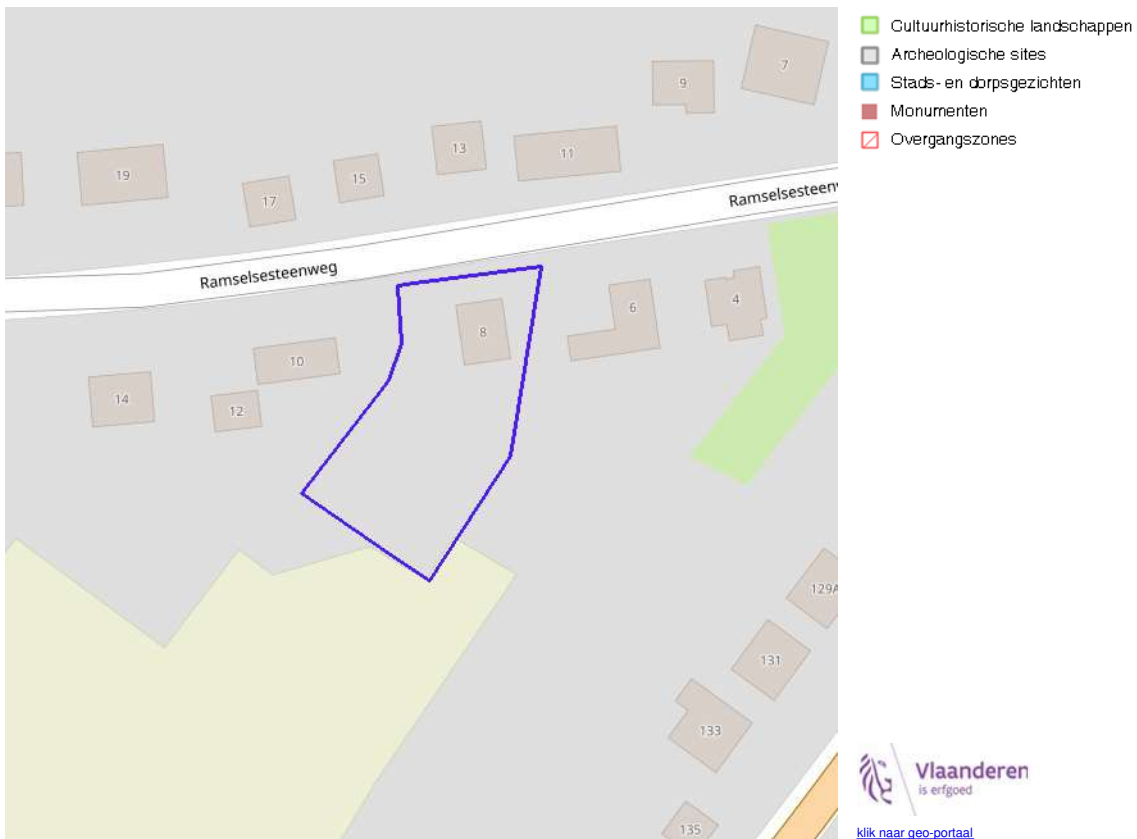 7
9
13
11
19
15
17
Ramselsesteenw
Ramselsesteenweg
4
6
8
10
14
12
129A
131
133
135
Cultuurhistorische landschappen
Archeologische sites
Stads- en dorpsgezichten
Monumenten
Overgangszones
Vlaanderen
is erfgoed
klik naar geo-portaal